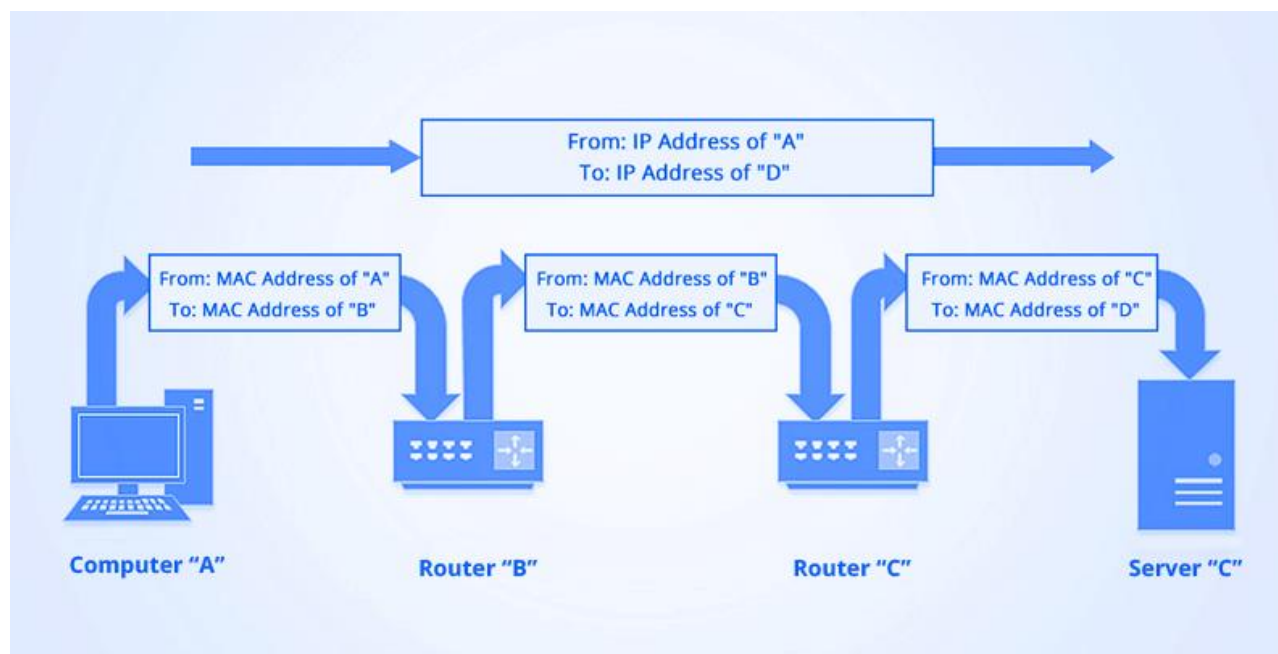 From: IP Address of "A"
To: IP Address of "D"
From: MAC Address of "A"
To: MAC Address of "B"
From: MAC Address of "B"
To: MAC Address of "C"
From: MAC Address of "C"
To: MAC Address of "D"
Computer “A”
Router “B”
Router “C”
Server “C”